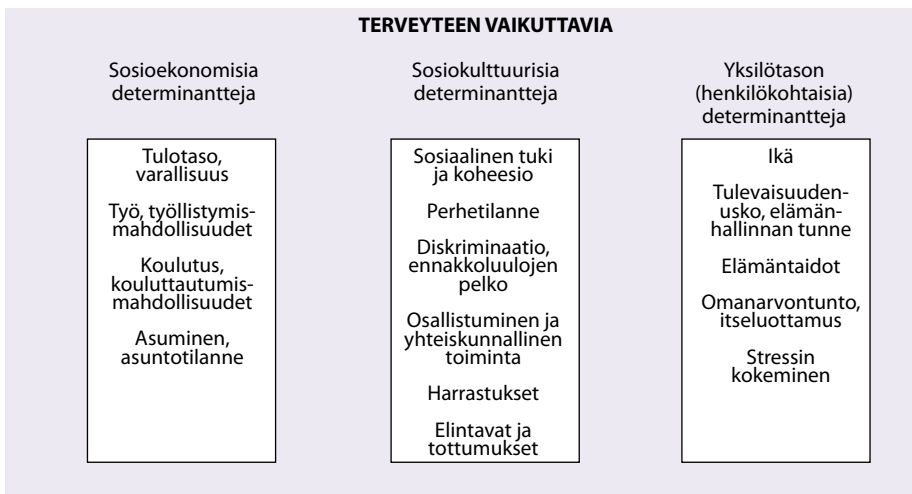 TERVEYTEEN VAIKUTTAVIA
Sosioekonomisia
determinantteja
Tulotaso,
varallisuus
Työ, työllistymis-
mahdollisuudet
Koulutus,
kouluttautumis-
mahdollisuudet
Asuminen,
asuntotilanne
Sosiokulttuurisia
determinantteja
Sosiaalinen tuki
ja koheesio
Perhetilanne
Diskriminaatio,
ennakkoluulojen
pelko
Osallistuminen ja
yhteiskunnallinen
toiminta
Harrastukset
Elintavat ja
tottumukset
Yksilötason
(henkilökohtaisia)
determinantteja
Ikä
Tulevaisuuden-
usko, elämän-
hallinnan tunne
Elämäntaidot
Omanarvontunto,
itseluottamus
Stressin
kokeminen